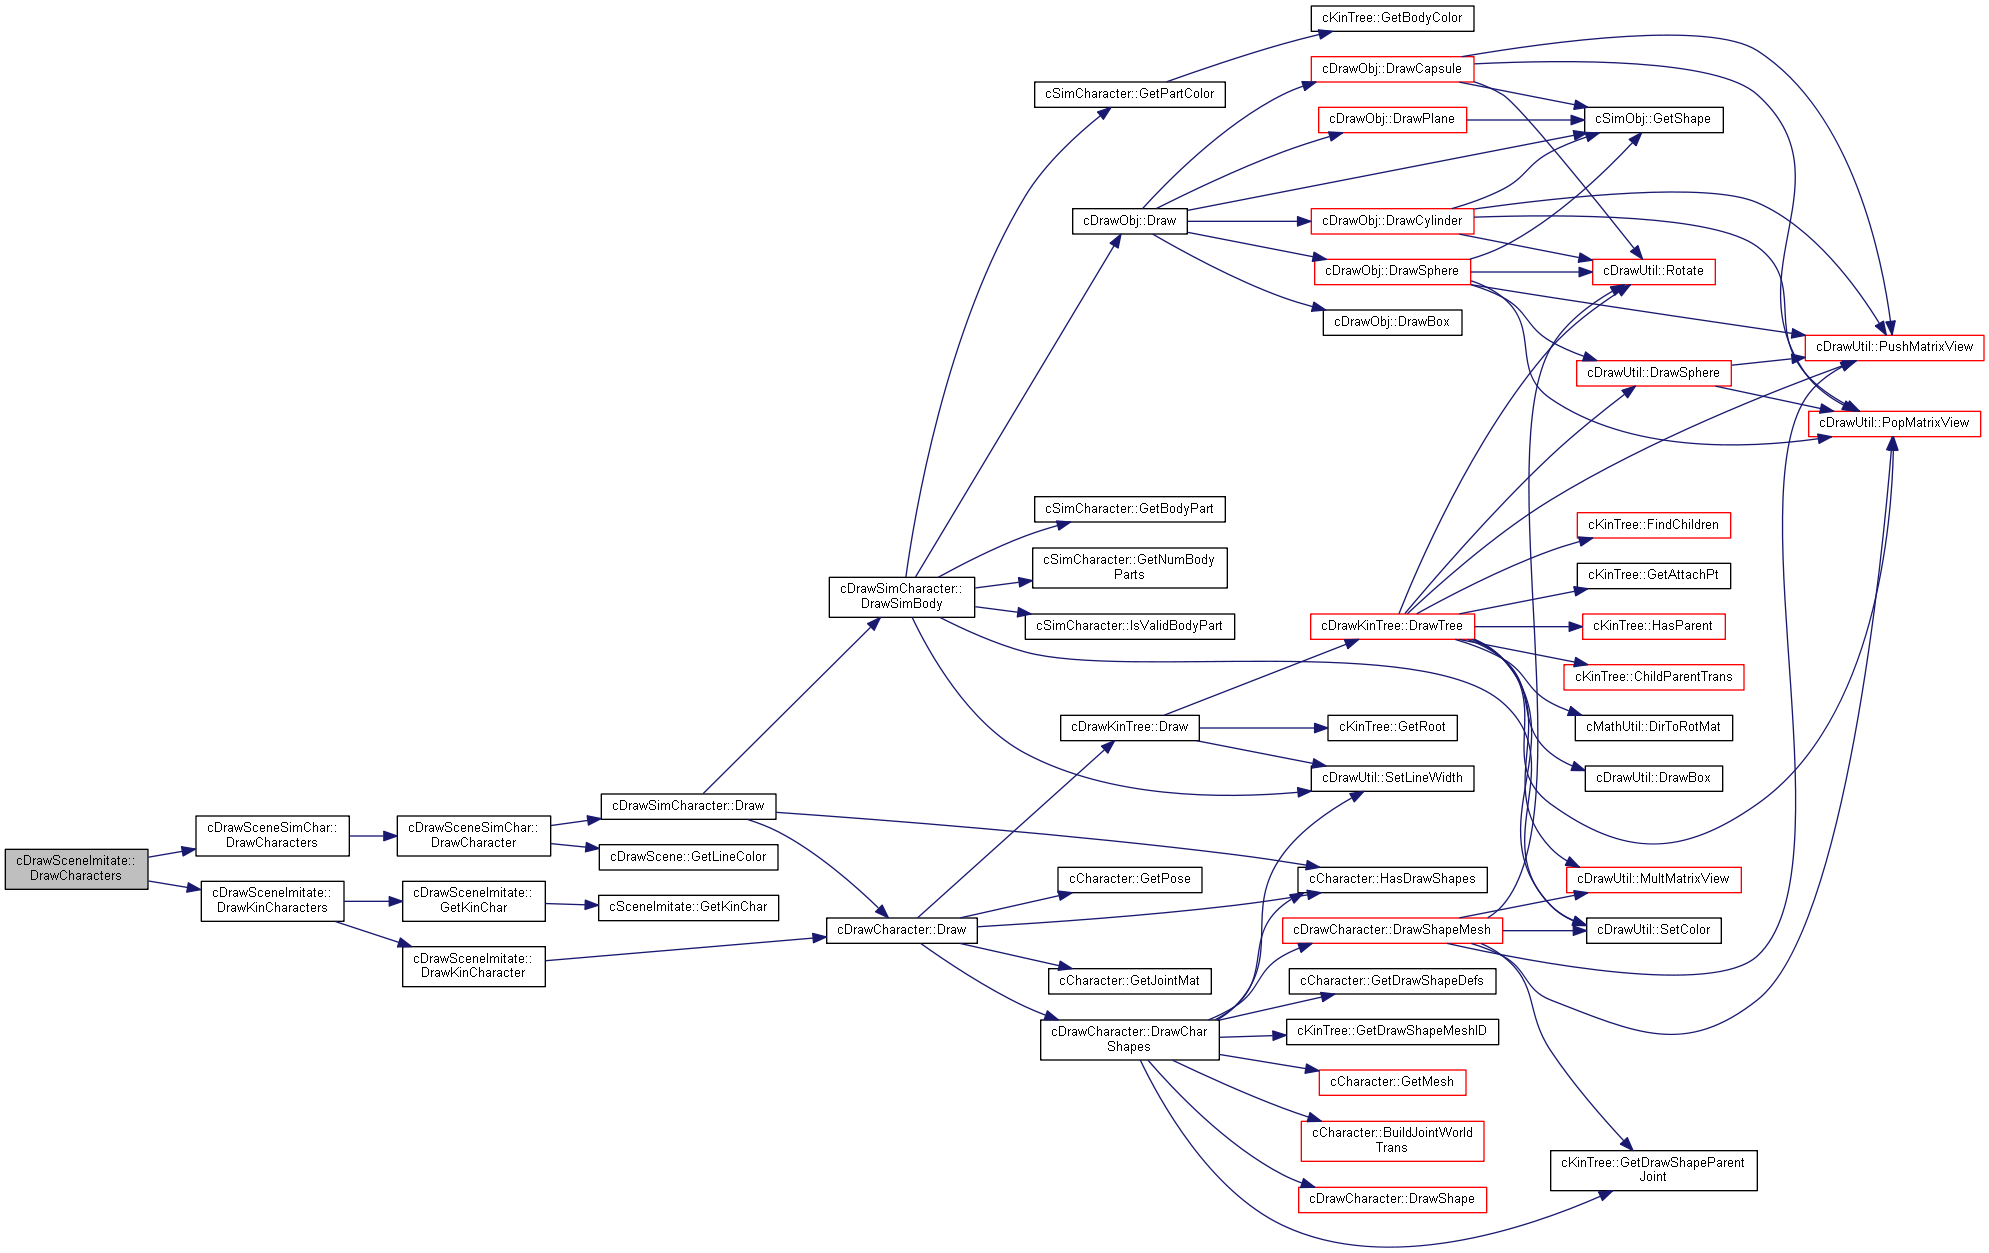 cKinTree::GetBodyColor
cDrawObj::DrawCapsule
cSimCharacter::GetPartColor
cDrawObj::DrawPlane
cSimObj::GetShape
cDrawObj::Draw
cDrawObj::DrawCylinder
cDrawObj::DrawSphere
cDrawUtil::Rotate
cDrawObj::DrawBox
cDrawUtil::PushMatrixView
cDrawUtil::DrawSphere
cDrawUtil::PopMatrixView
cSimCharacter::GetBodyPart
cKinTree::FindChildren
cSimCharacter::GetNumBody
Parts
cKinTree::GetAttachPt
cDrawSimCharacter::
DrawSimBody
cSimCharacter::IsValidBodyPart
cDrawKinTree::DrawTree
cKinTree::HasParent
cKinTree::ChildParentTrans
cDrawKinTree::Draw
cKinTree::GetRoot
cMathUtil::DirToRotMat
cDrawUtil::SetLineWidth
cDrawUtil::DrawBox
cDrawSimCharacter::Draw
cDrawSceneSimChar::
DrawCharacters
cDrawSceneSimChar::
DrawCharacter
cDrawScene::GetLineColor
cDrawSceneImitate::
DrawCharacters
cCharacter::GetPose
cCharacter::HasDrawShapes
cDrawUtil::MultMatrixView
cDrawSceneImitate::
DrawKinCharacters
cDrawSceneImitate::
GetKinChar
cSceneImitate::GetKinChar
cDrawCharacter::Draw
cDrawCharacter::DrawShapeMesh
cDrawUtil::SetColor
cDrawSceneImitate::
DrawKinCharacter
cCharacter::GetJointMat
cCharacter::GetDrawShapeDefs
cDrawCharacter::DrawChar
Shapes
cKinTree::GetDrawShapeMeshID
cCharacter::GetMesh
cCharacter::BuildJointWorld
Trans
cKinTree::GetDrawShapeParent
Joint
cDrawCharacter::DrawShape